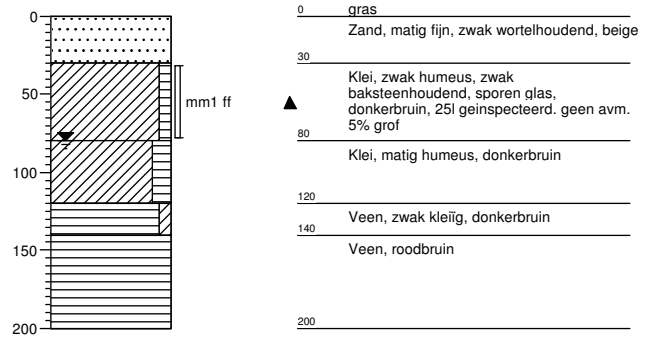 0
50
100
150
200
mm1 ff
0
gras
Zand, matig fijn, zwak wortelhoudend, beige
30
Klei, zwak humeus, zwak
baksteenhoudend, sporen glas,
donkerbruin, 25l geinspecteerd. geen avm.
5% grof
80
Klei, matig humeus, donkerbruin
120
Veen, zwak kleiïg, donkerbruin
140
Veen, roodbruin
200